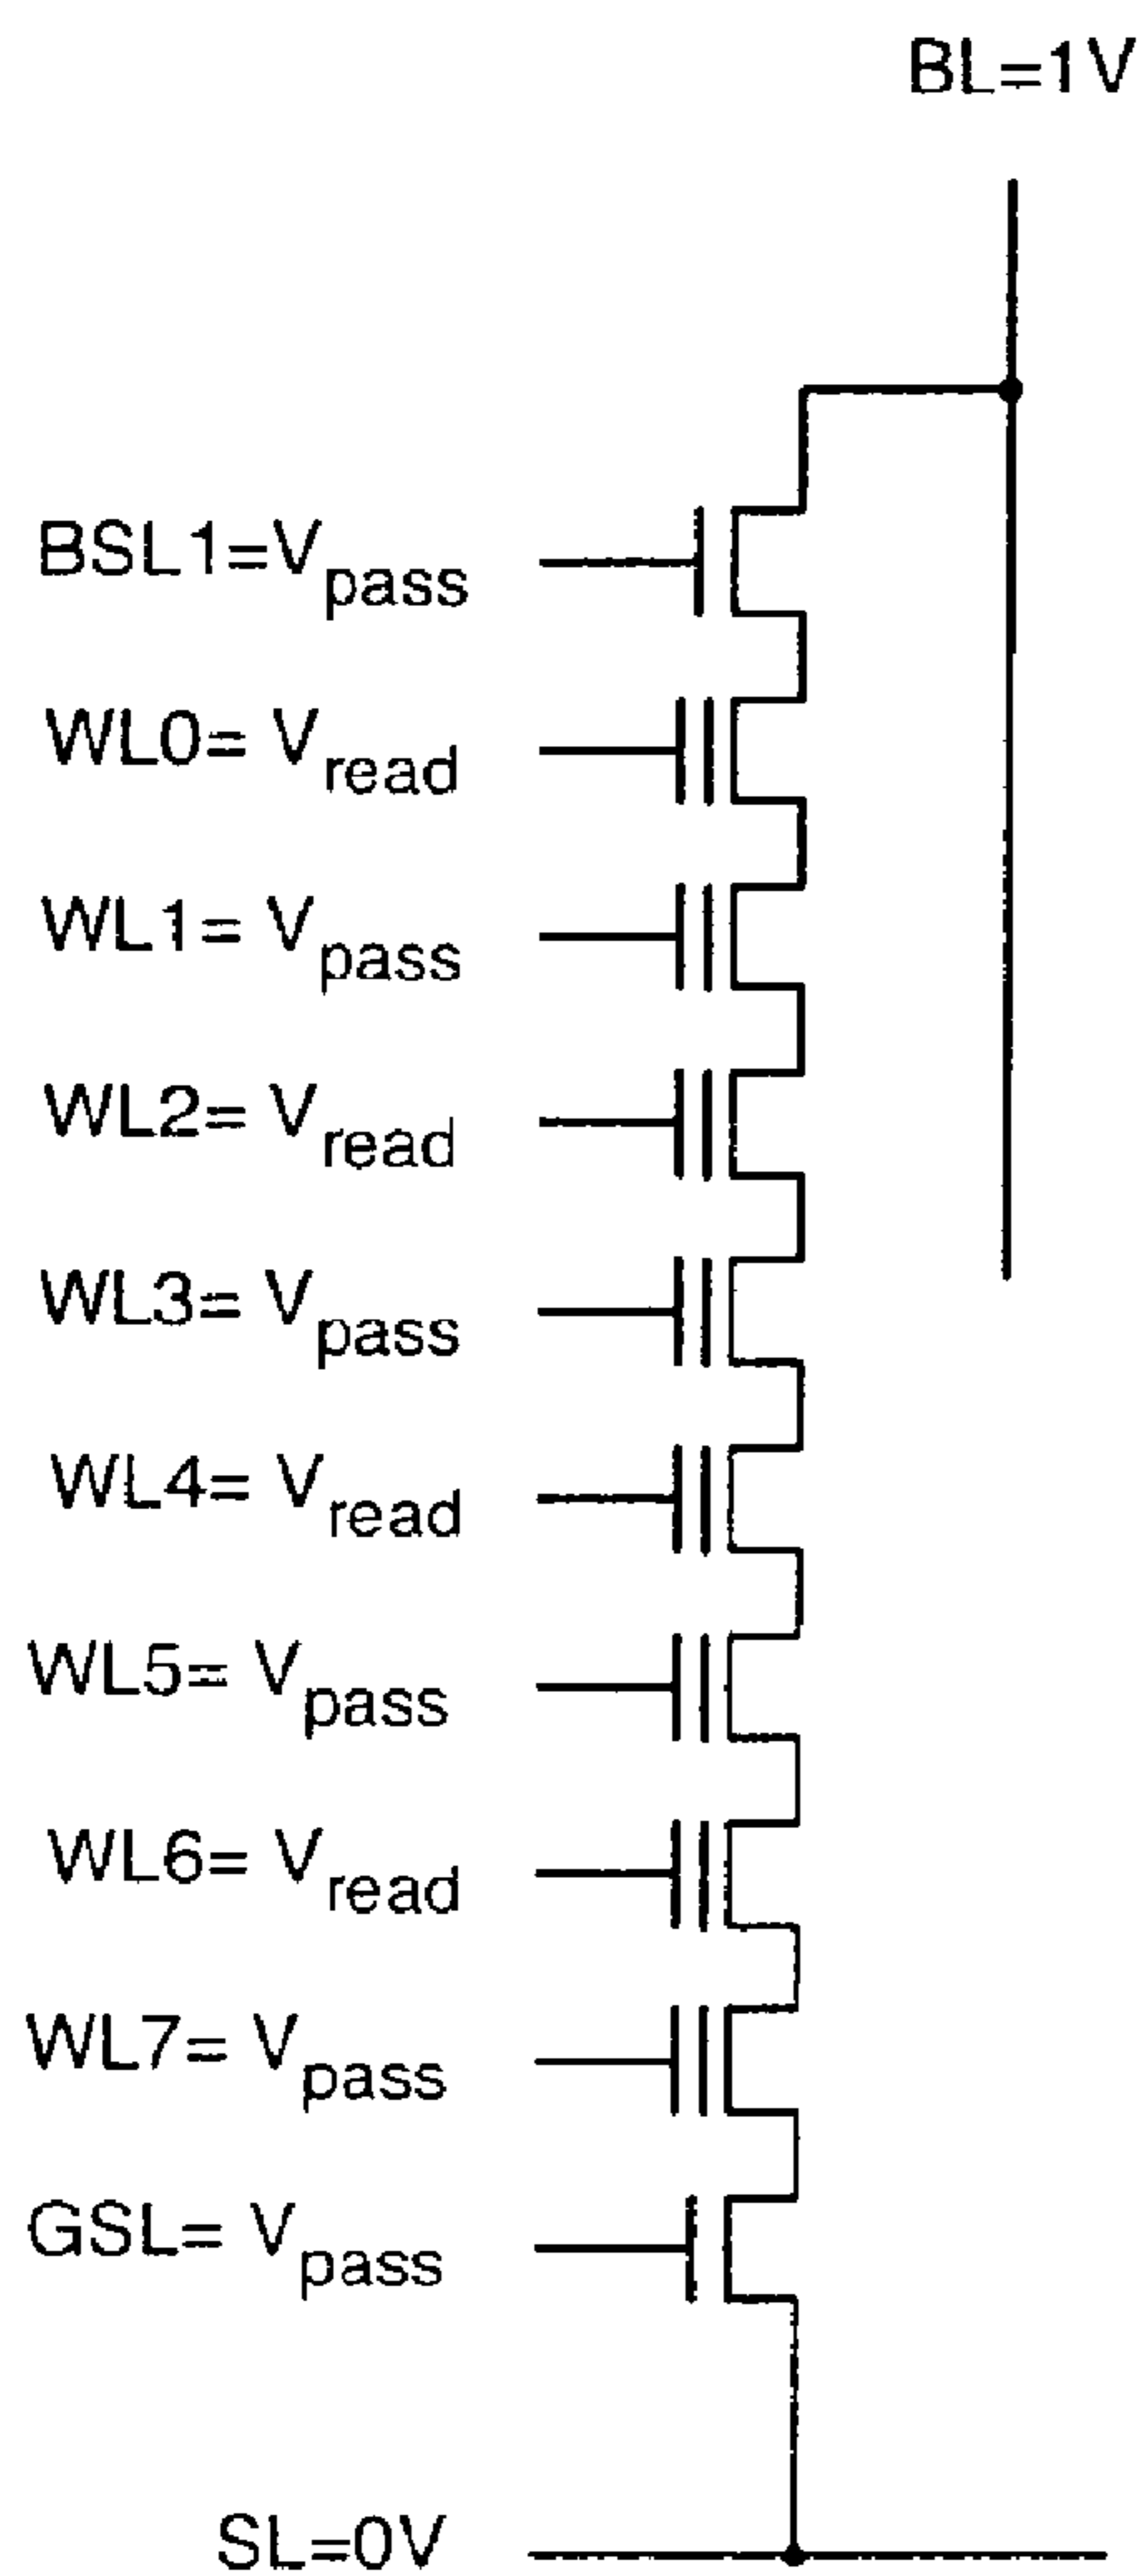 BL=1V
BSL1=Vpass
WL0= Vread
WL1= Vpass
WL2= Vread
WL3= Vpass
WL4= Vread
WL5= Vpass
WL6= Vread
WL7= Vpass
GSL= Vpass
SL=0V